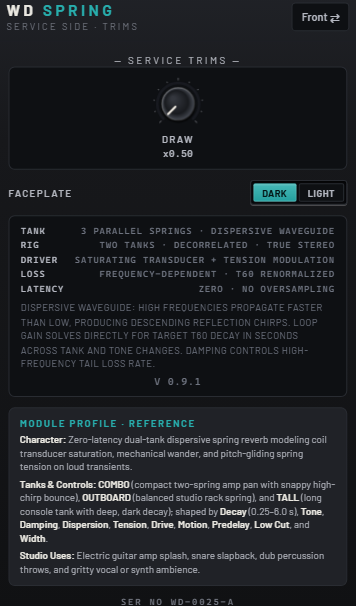 WD SPRING
Front ⇄
SERVICE SIDE · TRIMS
— SERVICE TRIMS —
DRAW
x0.50
FACEPLATE
DARK
LIGHT
TANK 3 PARALLEL SPRINGS · DISPERSIVE WAVEGUIDE
RIG TWO TANKS · DECORRELATED · TRUE STEREO
DRIVER SATURATING TRANSDUCER + TENSION MODULATION
LOSS FREQUENCY-DEPENDENT · T60 RENORMALIZED
LATENCY ZERO · NO OVERSAMPLING
DISPERSIVE WAVEGUIDE: HIGH FREQUENCIES PROPAGATE FASTER
THAN LOW, PRODUCING DESCENDING REFLECTION CHIRPS. LOOP
GAIN SOLVES DIRECTLY FOR TARGET T60 DECAY IN SECONDS
ACROSS TANK AND TONE CHANGES. DAMPING CONTROLS HIGH-
FREQUENCY TAIL LOSS RATE.
V 0.9.1
MODULE PROFILE · REFERENCE
Character: Zero-latency dual-tank dispersive spring reverb modeling coil
transducer saturation, mechanical wander, and pitch-gliding spring
tension on loud transients.
Tanks & Controls: COMBO (compact two-spring amp pan with snappy high-
chirp bounce), OUTBOARD (balanced studio rack spring), and TALL (long
console tank with deep, dark decay); shaped by Decay (0.25–6.0 s), Tone,
Damping, Dispersion, Tension, Drive, Motion, Predelay, Low Cut, and
Width.
Studio Uses: Electric guitar amp splash, snare slapback, dub percussion
throws, and gritty vocal or synth ambience.
SER NO WD-0025-A